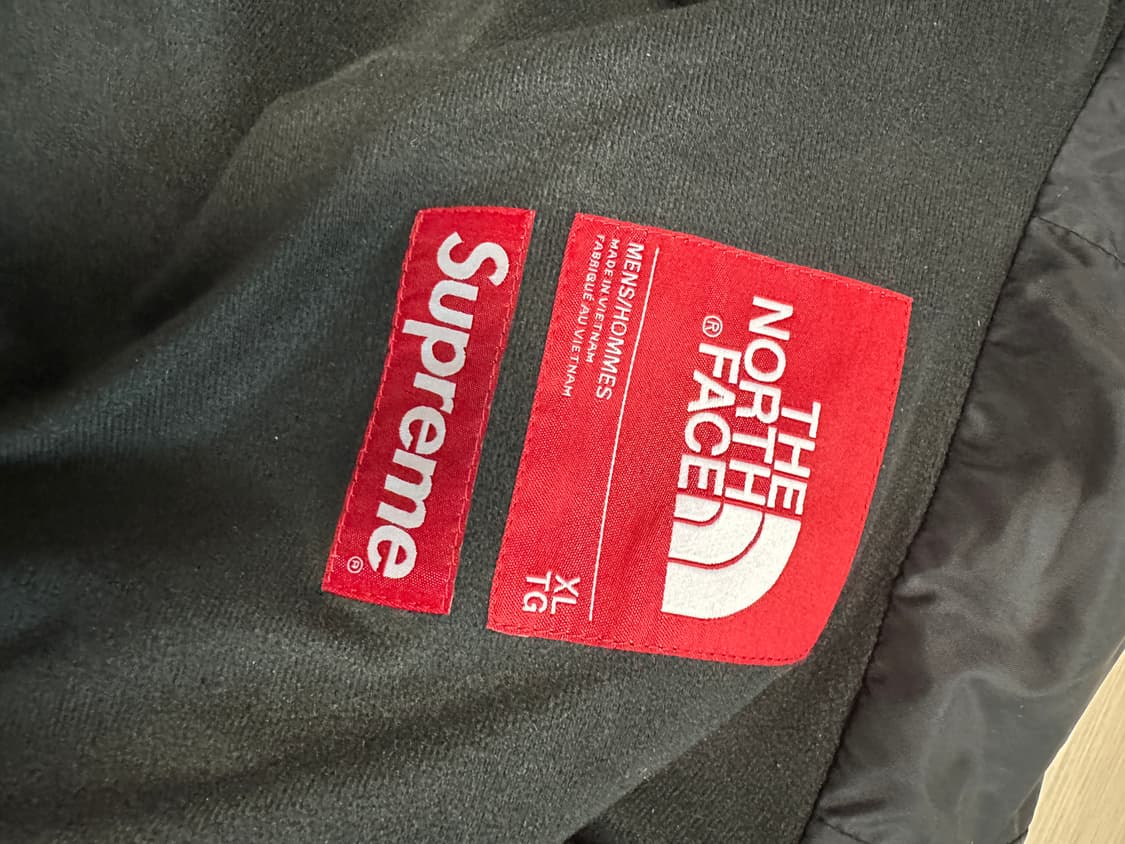 THE
NORTH
FACE®
MENS/HOMMES
MADE IN VIETNAM
FABRIQUÉ AU VIETNAM
XL
TG
Supreme®